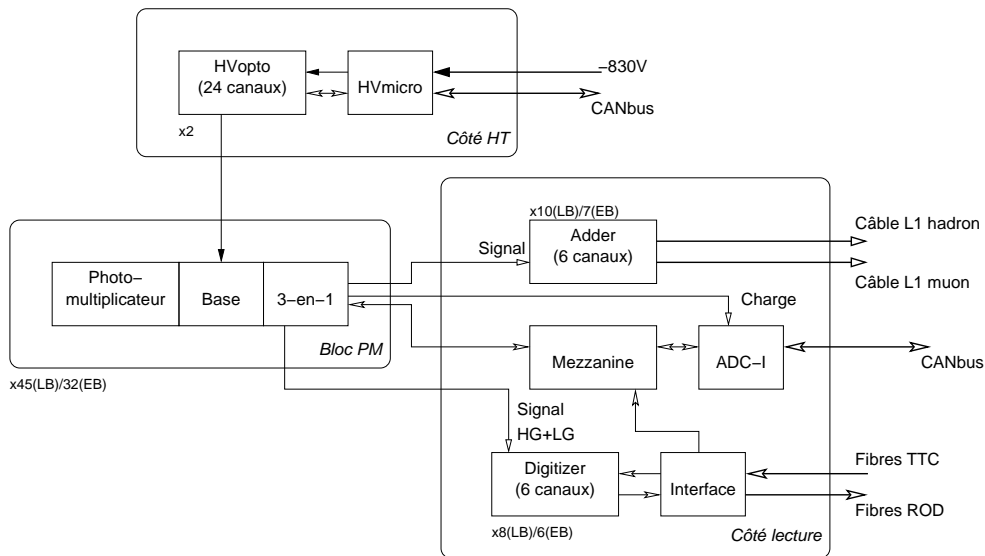 HVopto
(24 canaux)
HVmicro
−830V
CANbus
x2
Côté HT
x10(LB)/7(EB)
Adder
(6 canaux)
Signal
Câble L1 hadron
Câble L1 muon
Photo−
multiplicateur
Base
3−en−1
Charge
Bloc PM
Mezzanine
ADC−I
CANbus
x45(LB)/32(EB)
Signal
HG+LG
Digitizer
(6 canaux)
Interface
Fibres TTC
Fibres ROD
x8(LB)/6(EB)
Côté lecture